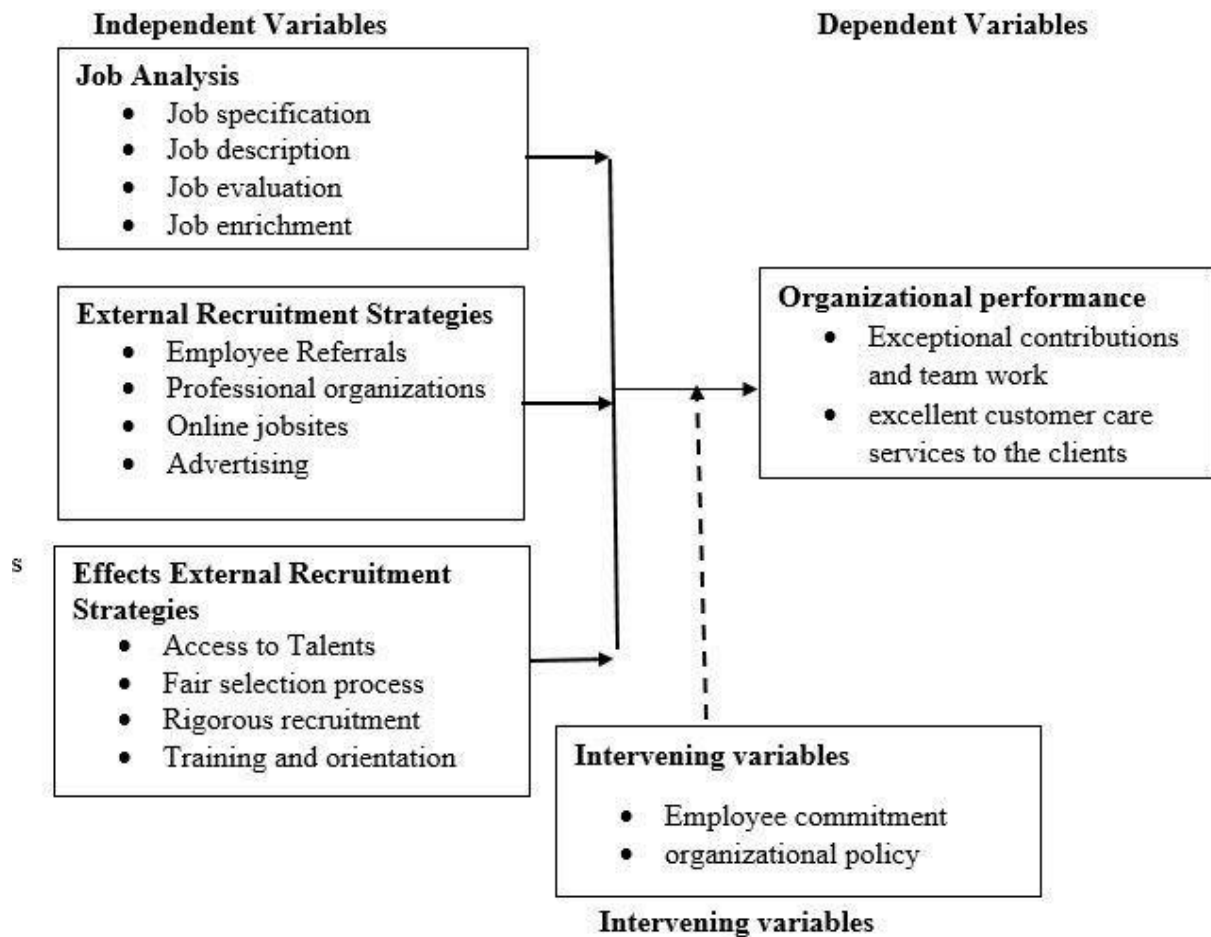 Independent Variables
Dependent Variables
Job Analysis
• Job specification
• Job description
• Job evaluation
• Job enrichment
External Recruitment Strategies
• Employee Referrals
• Professional organizations
• Online jobsites
• Advertising
Organizational performance
• Exceptional contributions
and team work
• excellent customer care
services to the clients
s
Effects External Recruitment
Strategies
• Access to Talents
• Fair selection process
• Rigorous recruitment
• Training and orientation
Intervening variables
• Employee commitment
• organizational policy
Intervening variables